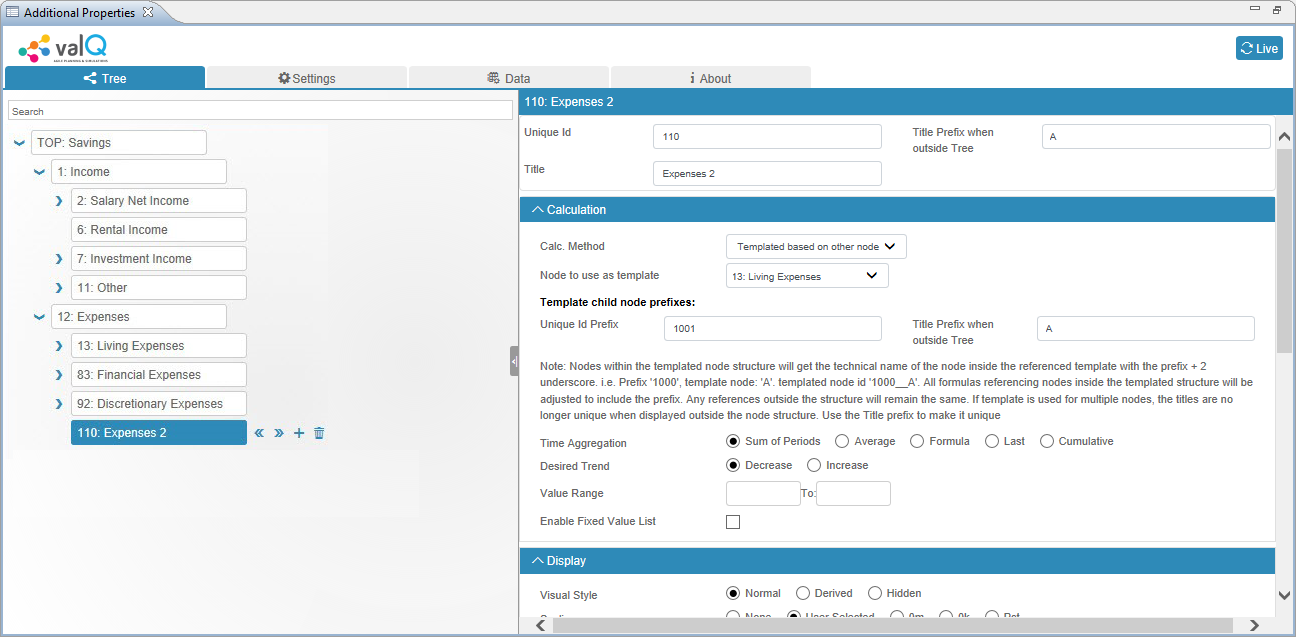 Additional Properties
valQ
Live
Tree
Settings
Data
About
Search
TOP: Savings
1: Income
2: Salary Net Income
6: Rental Income
7: Investment Income
11: Other
12: Expenses
13: Living Expenses
83: Financial Expenses
92: Discretionary Expenses
110: Expenses 2
110: Expenses 2
Unique Id
110
Title Prefix when
outside Tree
A
Title
Expenses 2
Calculation
Calc. Method
Templated based on other node
Node to use as template
13: Living Expenses
Template child node prefixes:
Unique Id Prefix
1001
Title Prefix when
outside Tree
A
Note: Nodes within the templated node structure will get the technical name of the node inside the referenced template with the prefix + 2
underscore. i.e. Prefix '1000', template node: 'A'. templated node id '1000__A'. All formulas referencing nodes inside the templated structure will be
adjusted to include the prefix. Any references outside the structure will remain the same. If template is used for multiple nodes, the titles are no
longer unique when displayed outside the node structure. Use the Title prefix to make it unique
Time Aggregation
Sum of Periods
Average
Formula
Last
Cumulative
Desired Trend
Decrease
Increase
Value Range
To:
Enable Fixed Value List
Display
Visual Style
Normal
Derived
Hidden
None
User Selected
0m
0k
Pct